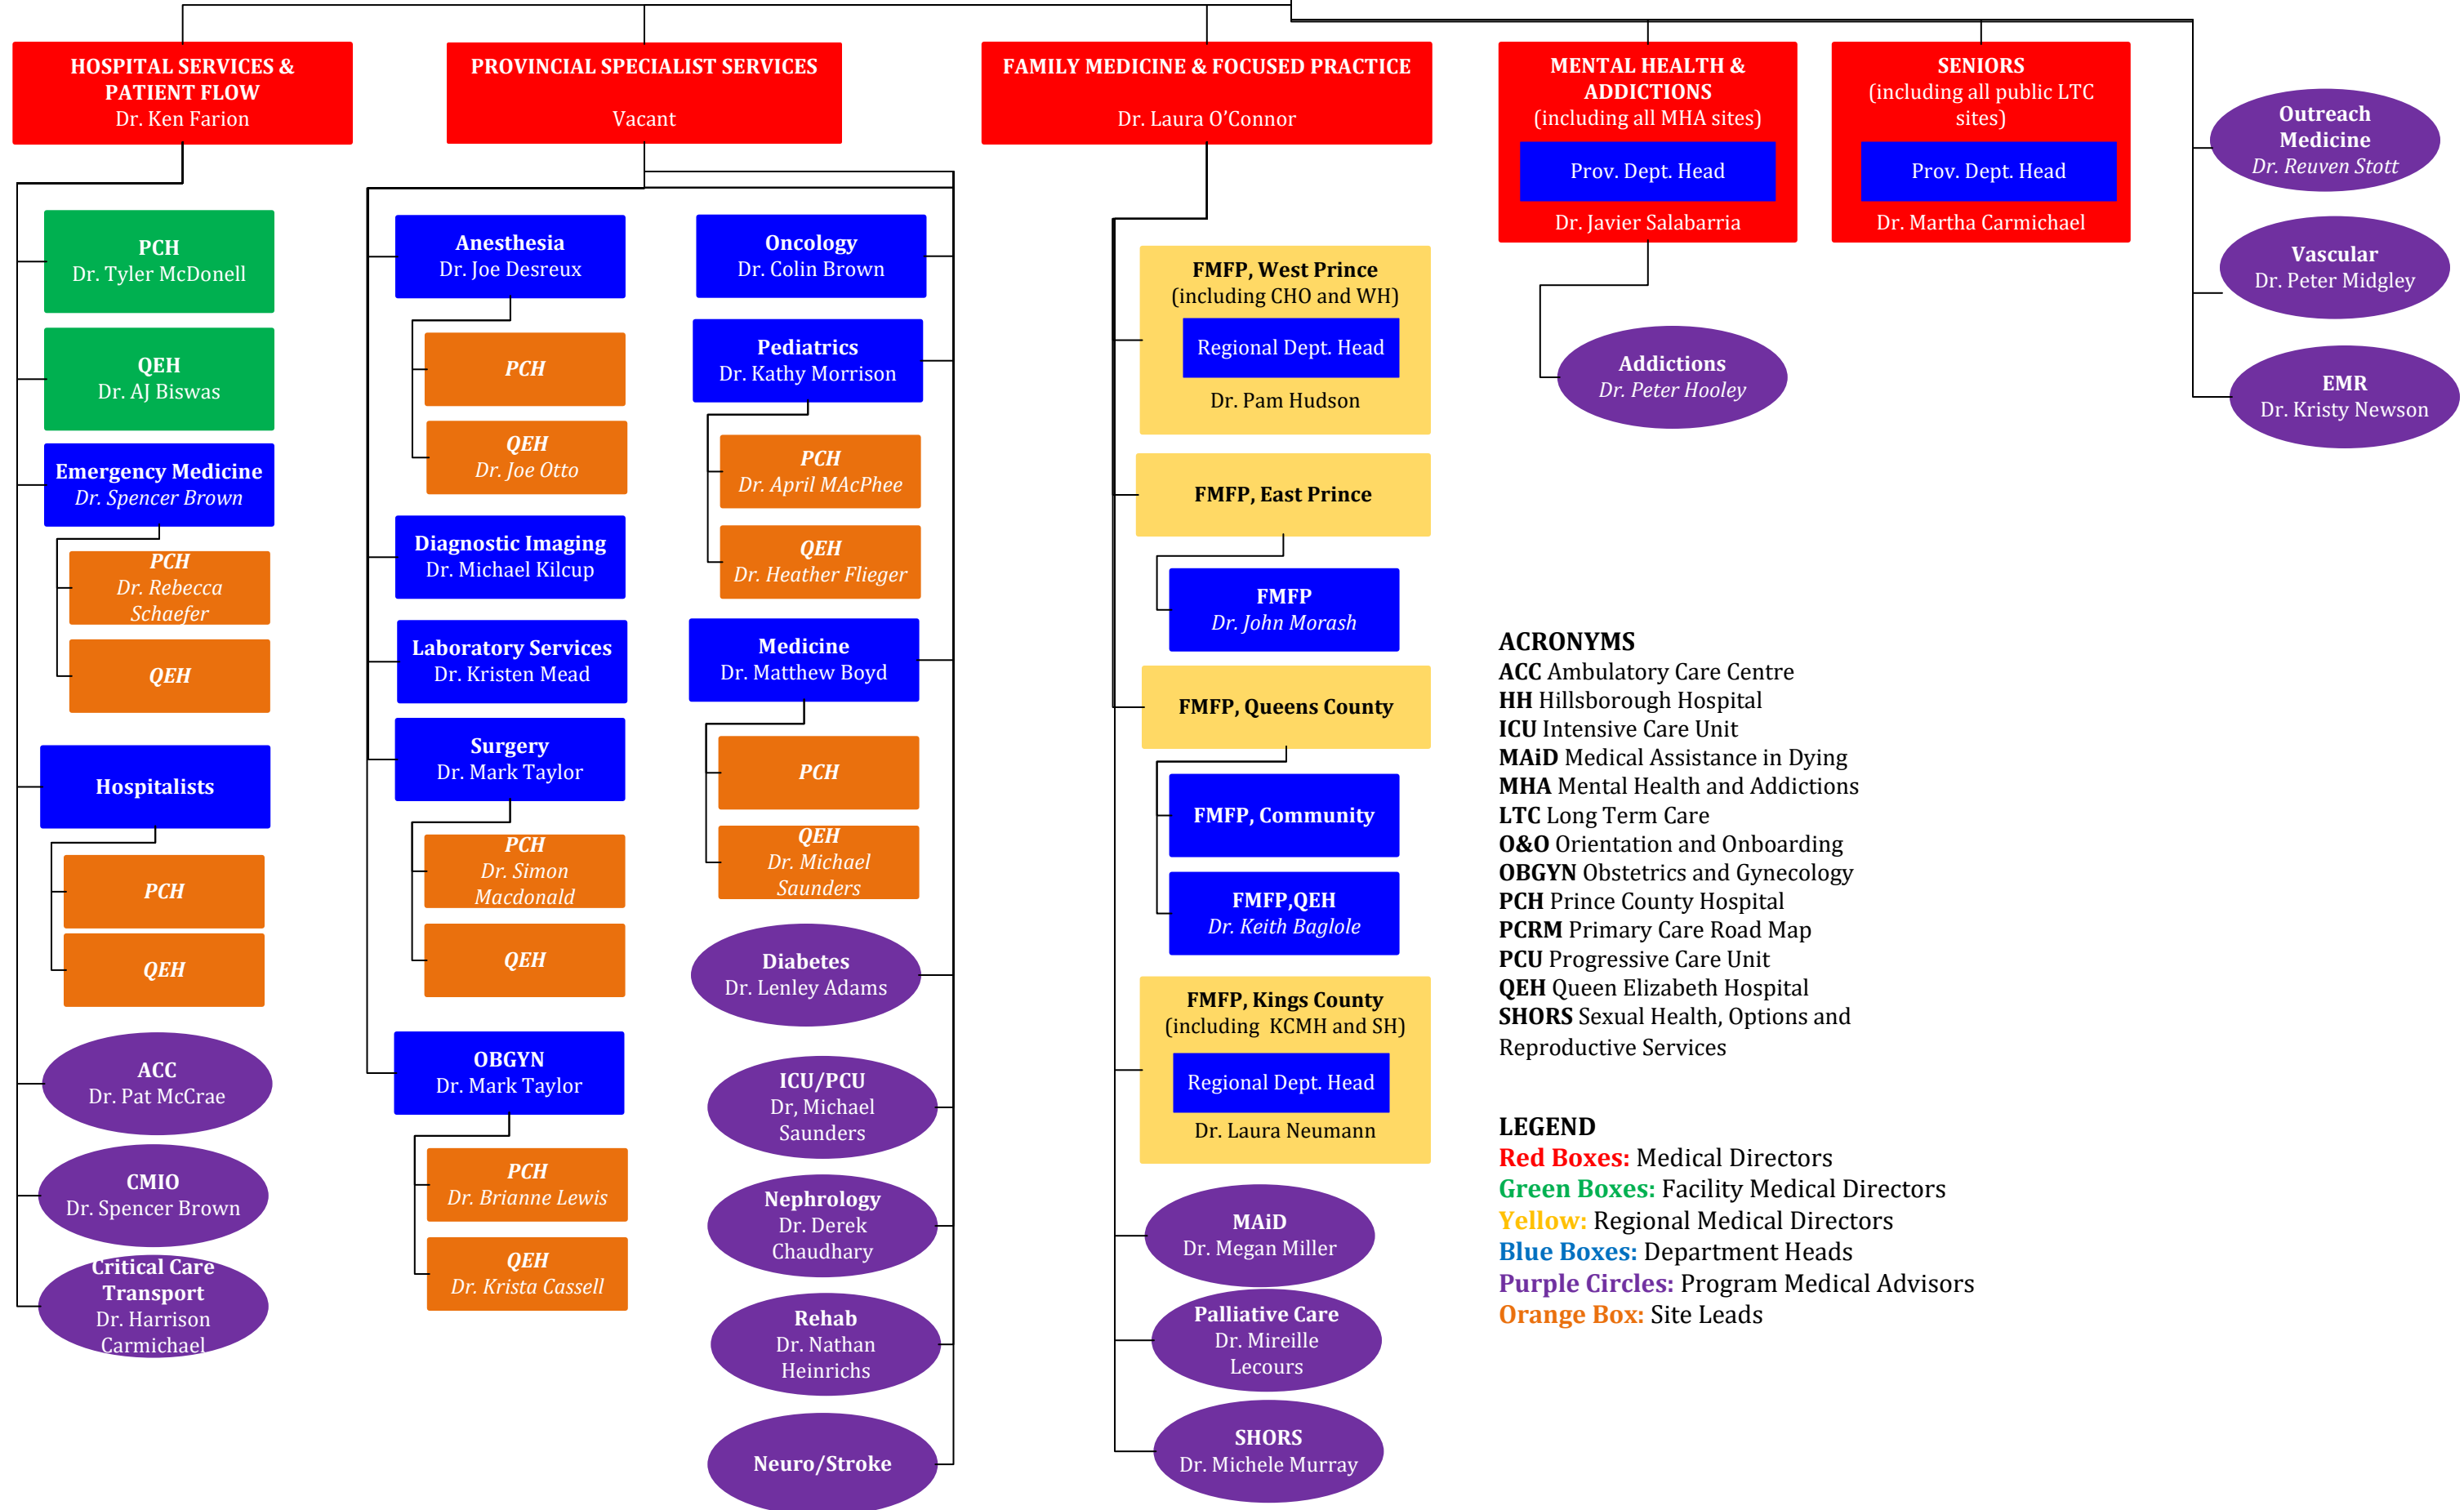 HOSPITAL SERVICES &
PATIENT FLOW
Dr. Ken Farion
PCH
Dr. Tyler McDonell
QEH
Dr. AJ Biswas
Emergency Medicine
Dr. Spencer Brown
PCH
Dr. Rebecca
Schaefer
QEH
Hospitalists
PCH
QEH
ACC
Dr. Pat McCrae
CMIO
Dr. Spencer Brown
Critical Care
Transport
Dr. Harrison
Carmichael
PROVINCIAL SPECIALIST SERVICES
Vacant
Anesthesia
Dr. Joe Desreux
PCH
QEH
Dr. Joe Otto
Diagnostic Imaging
Dr. Michael Kilcup
Laboratory Services
Dr. Kristen Mead
Surgery
Dr. Mark Taylor
PCH
Dr. Simon
Macdonald
QEH
OBGYN
Dr. Mark Taylor
PCH
Dr. Brianne Lewis
QEH
Dr. Krista Cassell
Oncology
Dr. Colin Brown
Pediatrics
Dr. Kathy Morrison
PCH
Dr. April MAcPhee
QEH
Dr. Heather Flieger
Medicine
Dr. Matthew Boyd
PCH
QEH
Dr. Michael
Saunders
Diabetes
Dr. Lenley Adams
ICU/PCU
Dr, Michael
Saunders
Nephrology
Dr. Derek
Chaudhary
Rehab
Dr. Nathan
Heinrichs
Neuro/Stroke
FAMILY MEDICINE & FOCUSED PRACTICE
Dr. Laura O’Connor
FMFP, West Prince
(including CHO and WH)
Regional Dept. Head
Dr. Pam Hudson
FMFP, East Prince
FMFP
Dr. John Morash
FMFP, Queens County
FMFP, Community
FMFP,QEH
Dr. Keith Baglole
FMFP, Kings County
(including KCMH and SH)
Regional Dept. Head
Dr. Laura Neumann
MAiD
Dr. Megan Miller
Palliative Care
Dr. Mireille
Lecours
SHORS
Dr. Michele Murray
MENTAL HEALTH &
ADDICTIONS
(including all MHA sites)
Prov. Dept. Head
Dr. Javier Salabarria
Addictions
Dr. Peter Hooley
SENIORS
(including all public LTC
sites)
Prov. Dept. Head
Dr. Martha Carmichael
Outreach
Medicine
Dr. Reuven Stott
Vascular
Dr. Peter Midgley
EMR
Dr. Kristy Newson
ACRONYMS
ACC Ambulatory Care Centre
HH Hillsborough Hospital
ICU Intensive Care Unit
MAiD Medical Assistance in Dying
MHA Mental Health and Addictions
LTC Long Term Care
O&O Orientation and Onboarding
OBGYN Obstetrics and Gynecology
PCH Prince County Hospital
PCRM Primary Care Road Map
PCU Progressive Care Unit
QEH Queen Elizabeth Hospital
SHORS Sexual Health, Options and
Reproductive Services
LEGEND
Red Boxes: Medical Directors
Green Boxes: Facility Medical Directors
Yellow: Regional Medical Directors
Blue Boxes: Department Heads
Purple Circles: Program Medical Advisors
Orange Box: Site Leads